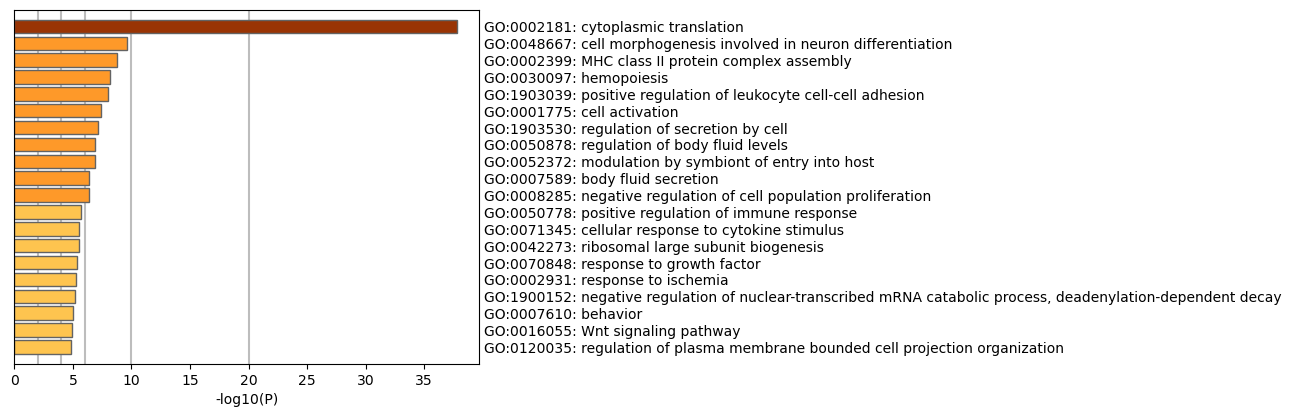 GO:0002181: cytoplasmic translation
GO:0048667: cell morphogenesis involved in neuron differentiation
GO:0002399: MHC class II protein complex assembly
GO:0030097: hemopoiesis
GO:1903039: positive regulation of leukocyte cell-cell adhesion
GO:0001775: cell activation
GO:1903530: regulation of secretion by cell
GO:0050878: regulation of body fluid levels
GO:0052372: modulation by symbiont of entry into host
GO:0007589: body fluid secretion
GO:0008285: negative regulation of cell population proliferation
GO:0050778: positive regulation of immune response
GO:0071345: cellular response to cytokine stimulus
GO:0042273: ribosomal large subunit biogenesis
GO:0070848: response to growth factor
GO:0002931: response to ischemia
GO:1900152: negative regulation of nuclear-transcribed mRNA catabolic process, deadenylation-dependent decay
GO:0007610: behavior
GO:0016055: Wnt signaling pathway
GO:0120035: regulation of plasma membrane bounded cell projection organization
0 5 10 15 20 25 30 35
-log10(P)